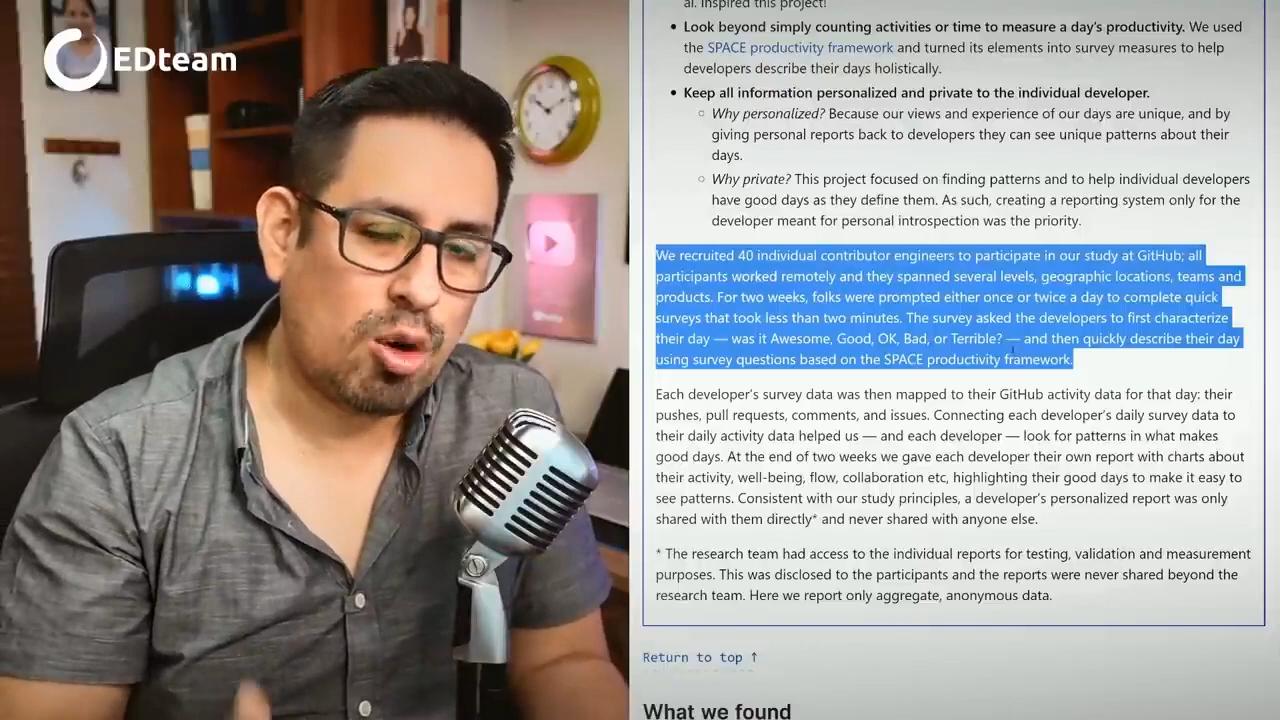 EDteam
al. inspired this project!
Look beyond simply counting activities or time to measure a day's productivity. We used
the SPACE productivity framework and turned its elements into survey measures to help
developers describe their days holistically.
Keep all information personalized and private to the individual developer.
Why personalized? Because our views and experience of our days are unique, and by
giving personal reports back to developers they can see unique patterns about their
days.
Why private? This project focused on finding patterns and to help individual developers
have good days as they define them. As such, creating a reporting system only for the
developer meant for personal introspection was the priority.
We recruited 40 individual contributor engineers to participate in our study at GitHub; all
participants worked remotely and they spanned several levels, geographic locations, teams and
products. For two weeks, folks were prompted either once or twice a day to complete quick
surveys that took less than two minutes. The survey asked the developers to first characterize
their day — was it Awesome, Good, OK, Bad, or Terrible? — and then quickly describe their day
using survey questions based on the SPACE productivity framework.
Each developer's survey data was then mapped to their GitHub activity data for that day: their
pushes, pull requests, comments, and issues. Connecting each developer's daily survey data to
their daily activity data helped us — and each developer — look for patterns in what makes
good days. At the end of two weeks we gave each developer their own report with charts about
their activity, well-being, flow, collaboration etc, highlighting their good days to make it easy to
see patterns. Consistent with our study principles, a developer's personalized report was only
shared with them directly* and never shared with anyone else.
* The research team had access to the individual reports for testing, validation and measurement
purposes. This was disclosed to the participants and the reports were never shared beyond the
research team. Here we report only aggregate, anonymous data.
Return to top ↑
What we found